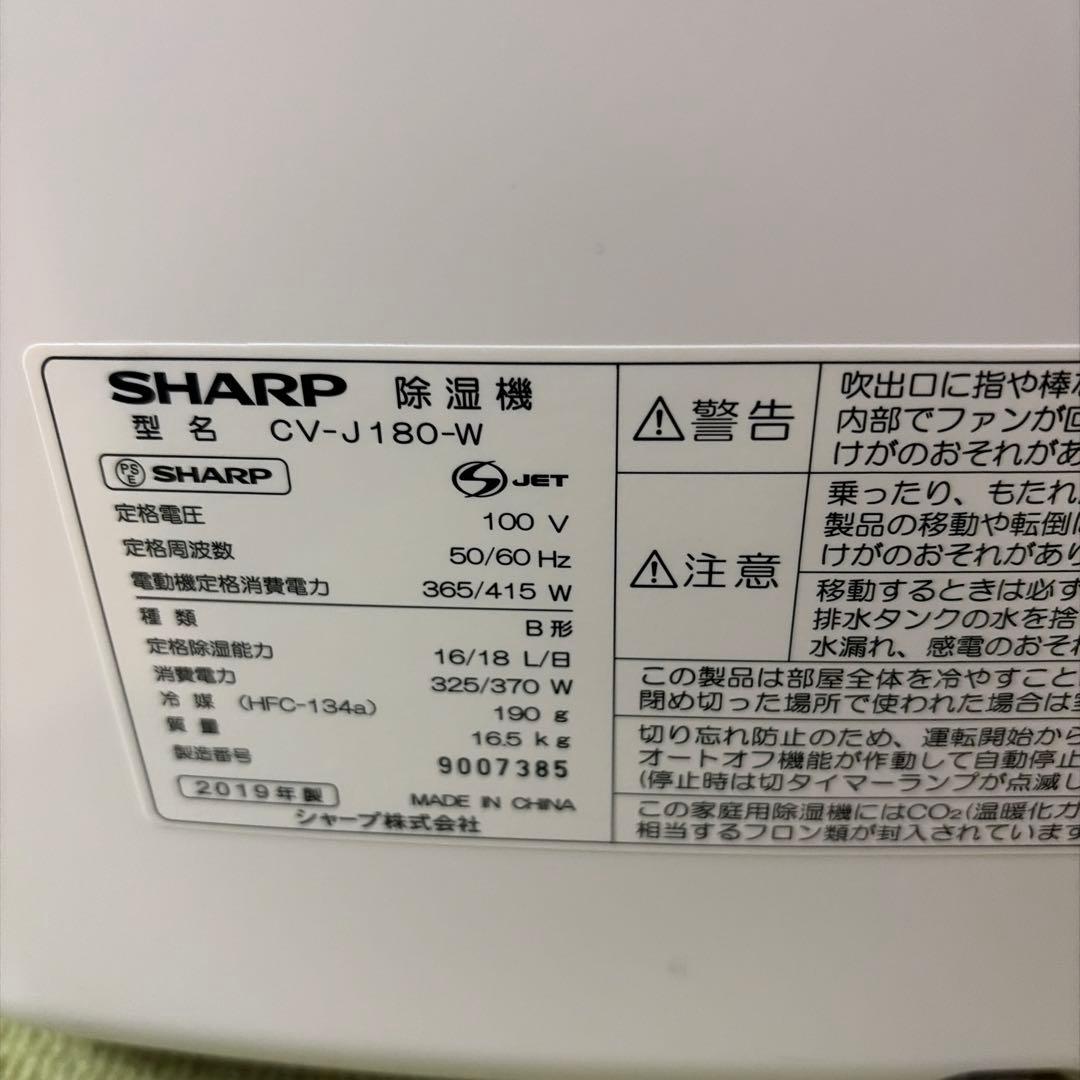 SHARP 除湿機
型名 CV-J180-W
PSE SHARP
S JET
定格電圧 100 V
定格周波数 50/60 Hz
電動機定格消費電力 365/415 W
種類 B形
定格除湿能力 16/18 L/日
消費電力 325/370 W
冷媒 (HFC-134a) 190 g
質量 16.5 kg
製造番号 9007385
2019年製 MADE IN CHINA
シャープ株式会社
⚠警告
吹出口に指や棒
内部でファンが回
けがのおそれがあ
⚠注意
乗ったり、もたれ
製品の移動や転倒
けがのおそれがあり
移動するときは必ず
排水タンクの水を捨
水漏れ、感電のおそれ
この製品は部屋全体を冷やすこと
閉め切った場所で使われた場合は
切り忘れ防止のため、運転開始から
オートオフ機能が作動して自動停止
(停止時は切タイマーランプが点滅し
この家庭用除湿機にはCO₂(温暖化ガ
相当するフロン類が封入されています